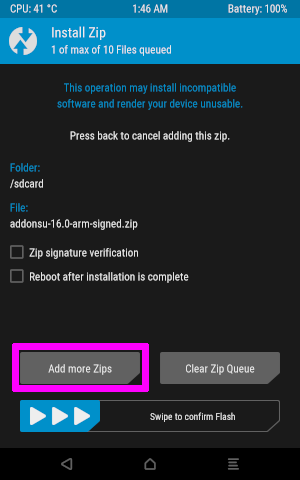 CPU: 41 °C 1:46 AM Battery: 100%
Install Zip
1 of max of 10 Files queued
This operation may install incompatible
software and render your device unusable.
Press back to cancel adding this zip.
Folder:
/sdcard
File:
addonsu-16.0-arm-signed.zip
Zip signature verification
Reboot after installation is complete
Add more Zips Clear Zip Queue
Swipe to confirm Flash